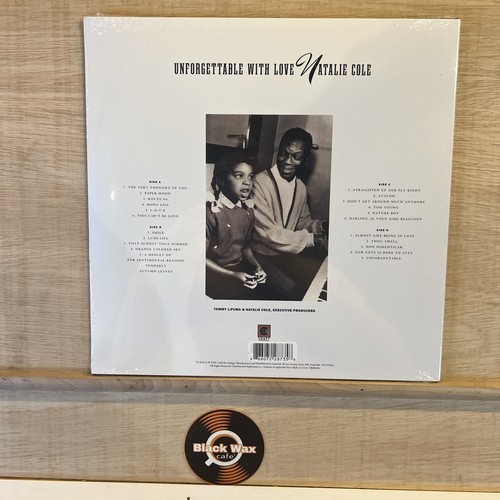 UNFORGETTABLE WITH LOVE NATALIE COLE
SIDE A
1. THE VERY THOUGHT OF YOU
2. PAPER MOON
3. ROUTE 66
4. MONA LISA
5. L-O-V-E
6. THIS CAN'T BE LOVE
SIDE B
1. SMILE
2. LUSH LIFE
3. THAT SUNDAY THAT SUMMER
4. ORANGE COLORED SKY
5. A MEDLEY OF:
FOR SENTIMENTAL REASONS
TENDERLY
AUTUMN LEAVES
SIDE C
1. STRAIGHTEN UP AND FLY RIGHT
2. AVALON
3. DON'T GET AROUND MUCH ANYMORE
4. TOO YOUNG
5. NATURE BOY
6. DARLING, JE VOUS AIME BEAUCOUP
SIDE D
1. ALMOST LIKE BEING IN LOVE
2. THOU SWELL
3. NON DIMENTICAR
4. OUR LOVE IS HERE TO STAY
5. UNFORGETTABLE
TOMMY LiPUMA & NATALIE COLE, EXECUTIVE PRODUCERS
CRAFT
Black Wax
cafe